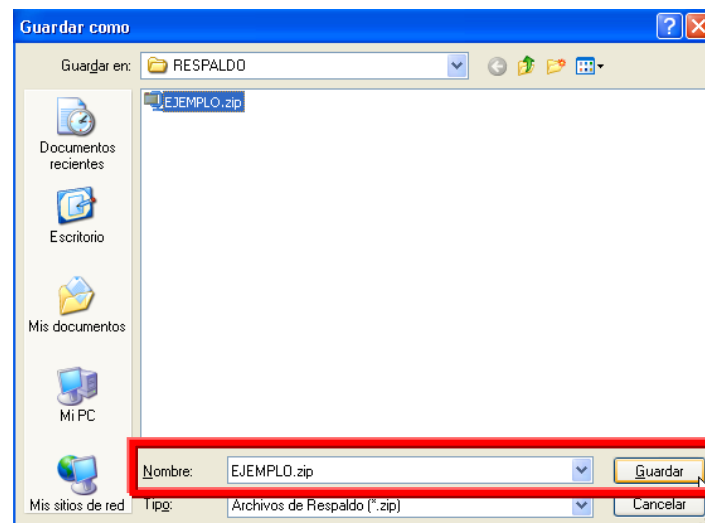 Guardar como
Guardar en:
RESPALDO
EJEMPLO.zip
Documentos
recientes
Escritorio
Mis documentos
Mi PC
Mis sitios de red
Nombre:
EJEMPLO.zip
Guardar
Tipo:
Archivos de Respaldo (*.zip)
Cancelar